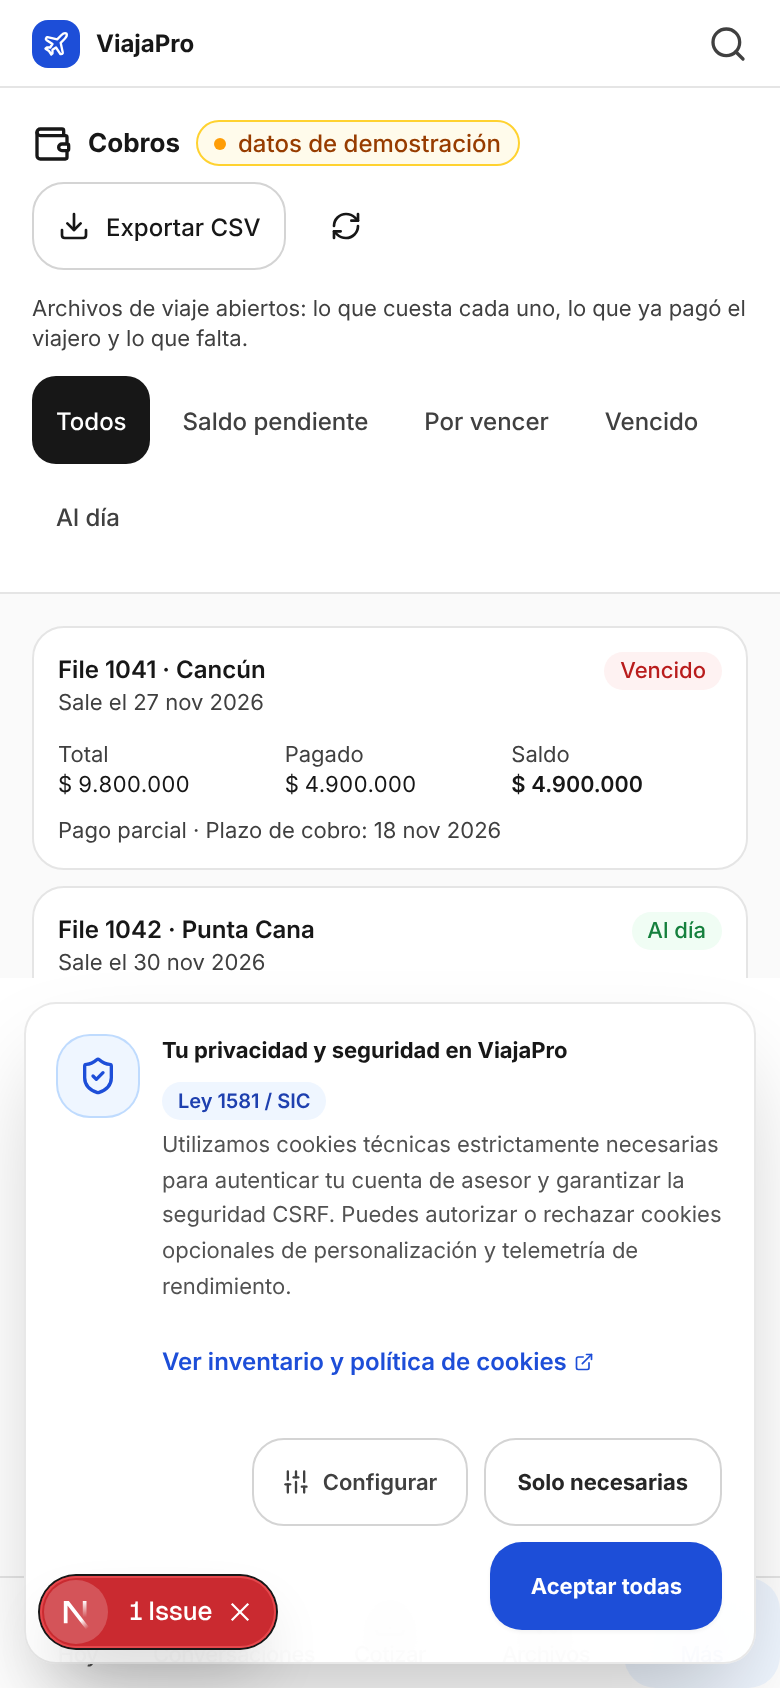 ViajaPro
Cobros
datos de demostración
Exportar CSV
Archivos de viaje abiertos: lo que cuesta cada uno, lo que ya pagó el
viajero y lo que falta.
Todos
Saldo pendiente
Por vencer
Vencido
Al día
File 1041 · Cancún
Vencido
Sale el 27 nov 2026
Total
Pagado
Saldo
$ 9.800.000
$ 4.900.000
$ 4.900.000
Pago parcial · Plazo de cobro: 18 nov 2026
File 1042 · Punta Cana
Al día
Sale el 30 nov 2026
Tu privacidad y seguridad en ViajaPro
Ley 1581 / SIC
Utilizamos cookies técnicas estrictamente necesarias
para autenticar tu cuenta de asesor y garantizar la
seguridad CSRF. Puedes autorizar o rechazar cookies
opcionales de personalización y telemetría de
rendimiento.
Ver inventario y política de cookies
Configurar
Solo necesarias
Aceptar todas
N
1 Issue
Conversaciones
Cotizar
Archivos
Más